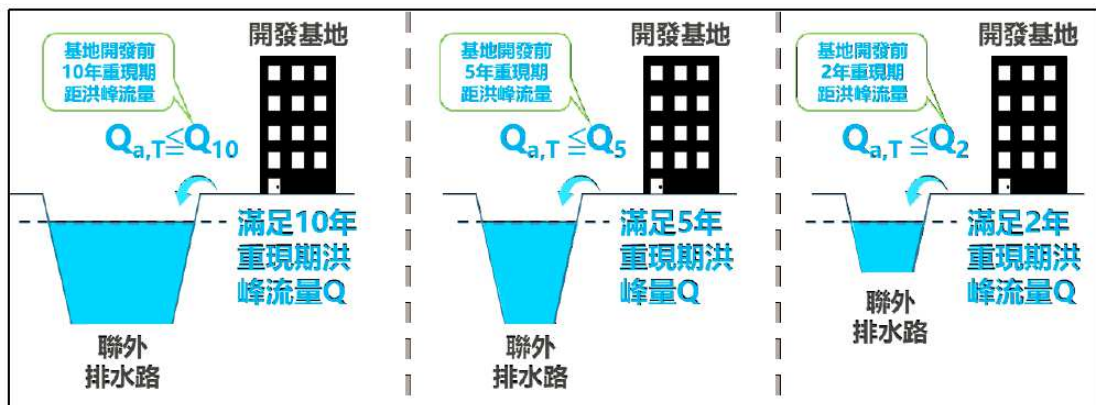 開發基地
基地開發前
10年重現期
距洪峰流量
Qa,T≦Q10
滿足10年
重現期洪
峰流量Q
聯外
排水路
開發基地
基地開發前
5年重現期
距洪峰流量
Qa,T ≦Q5
滿足5年
重現期洪
峰量Q
聯外
排水路
開發基地
基地開發前
2年重現期
距洪峰流量
Qa,T ≦Q2
滿足2年
重現期洪
峰流量Q
聯外
排水路